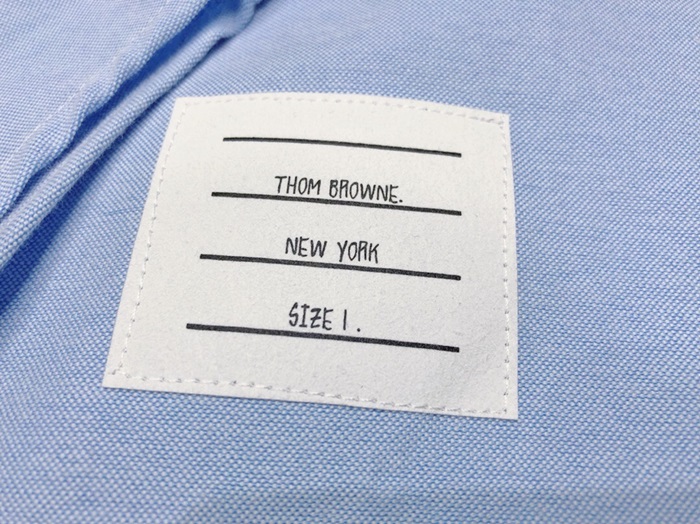 THOM BROWNE.
NEW YORK
SIZE 1.